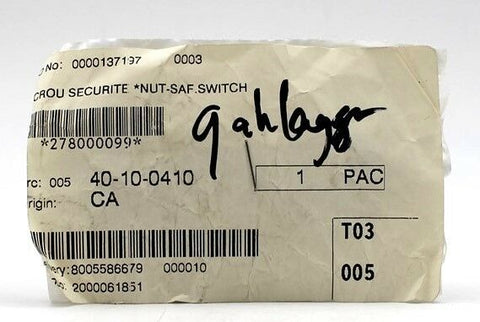 No: 0000137197 0003
CROU SECURITE *NUT-SAF.SWITCH
*278000099*
rc: 005 40-10-0410 1 PAC
rigin: CA
T03
ery: 8005586679 000010 005
2000061851